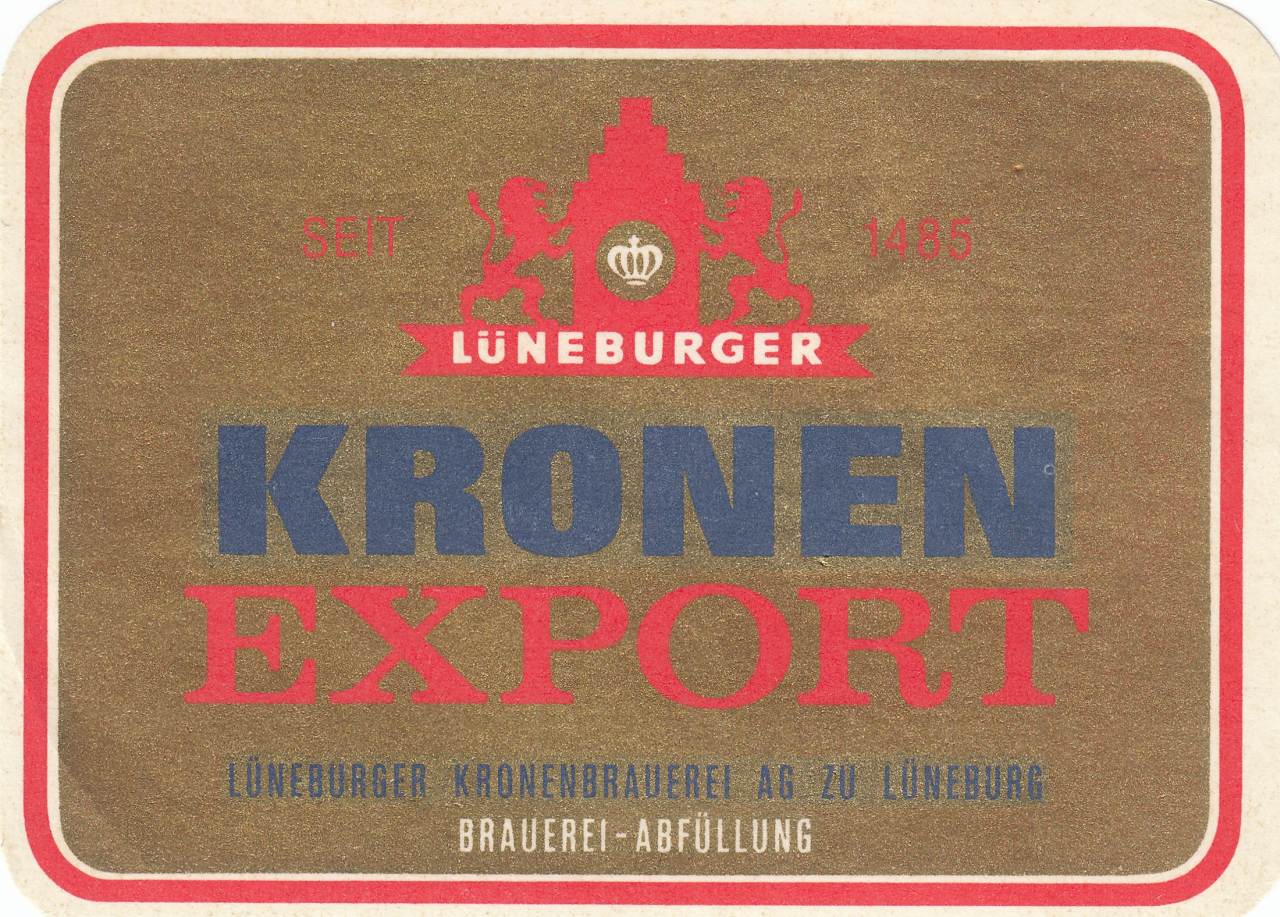 SEIT 1485
LÜNEBURGER
KRONEN
EXPORT
LÜNEBURGER KRONENBRAUEREI AG ZU LÜNEBURG
BRAUEREI-ABFÜLLUNG